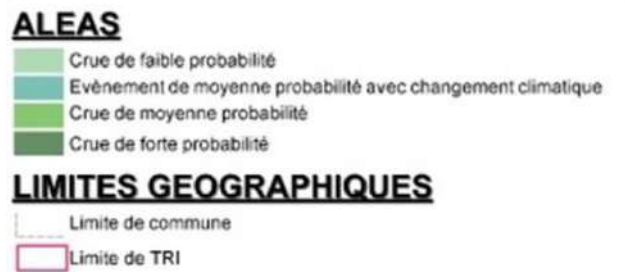 ALEAS
Crue de faible probabilité
Evènement de moyenne probabilité avec changement climatique
Crue de moyenne probabilité
Crue de forte probabilité
LIMITES GEOGRAPHIQUES
Limite de commune
Limite de TRI